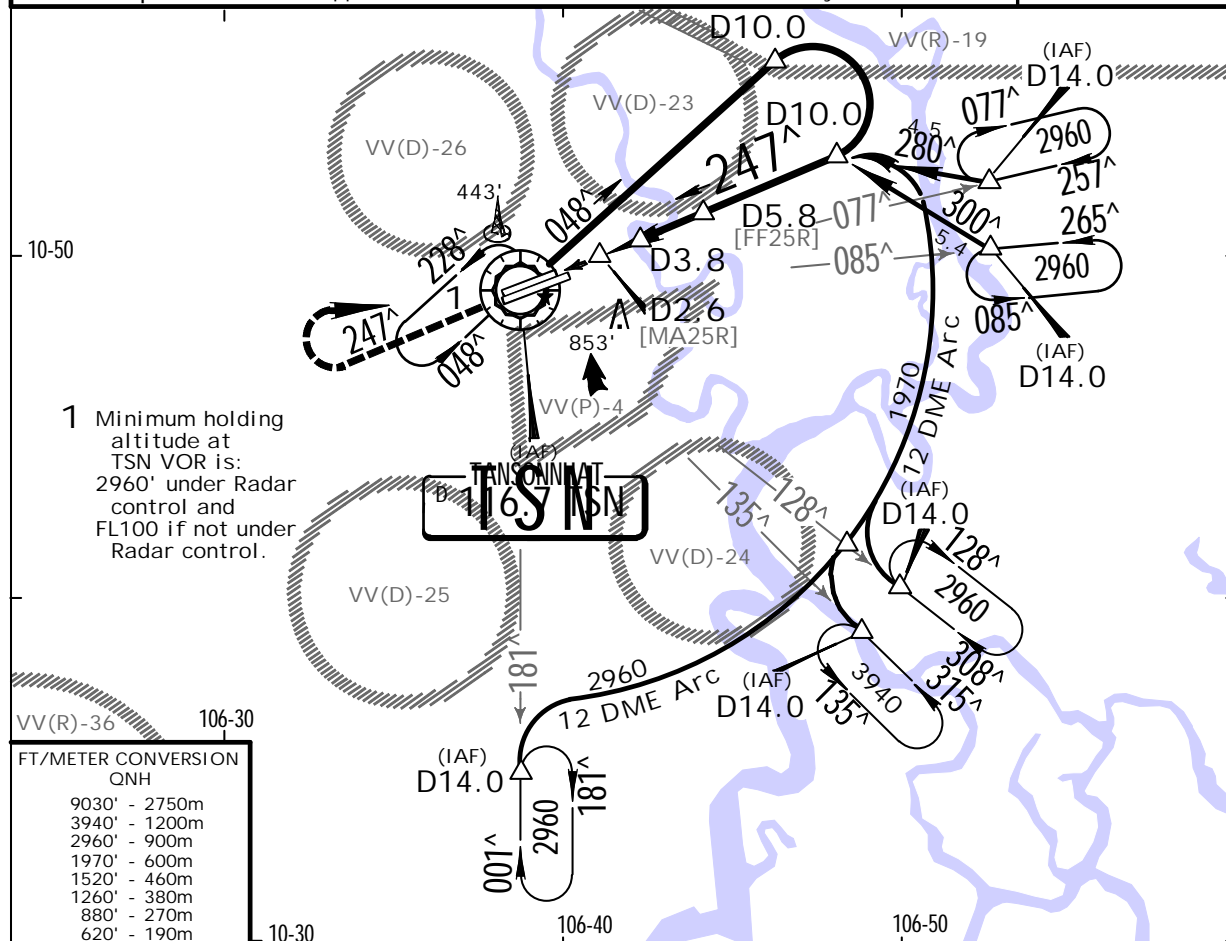 D10.0
VV(R)-19
(IAF)
D14.0
VV(D)-23
077^
D10.0
4.5
2960
VV(D)-26
280^
247^
257^
443'
048^
300^
265^
D5.8
077^
[FF25R]
5.4
10-50
228^
085^
2960
D3.8
7
D2.6
085^
247^
[MA25R]
048^
853'
(IAF)
D14.0
1970
12 DME Arc
VV(P)-4
1 Minimum holding
altitude at
TSN VOR is:
2960' under Radar
control and
FL100 if not under
Radar control.
(IAF)
TANSONNHAT
D 116.7 TSN
TSN
135^
128^
(IAF)
D14.0
128^
VV(D)-24
2960
VV(D)-25
308^
315^
3940
135^
181^
2960
12 DME Arc
(IAF)
D14.0
VV(R)-36
106-30
(IAF)
D14.0
181^
2960
001^
FT/METER CONVERSION
QNH
9030' - 2750m
3940' - 1200m
2960' - 900m
1970' - 600m
1520' - 460m
1260' - 380m
880' - 270m
620' - 190m
10-30
106-40
106-50